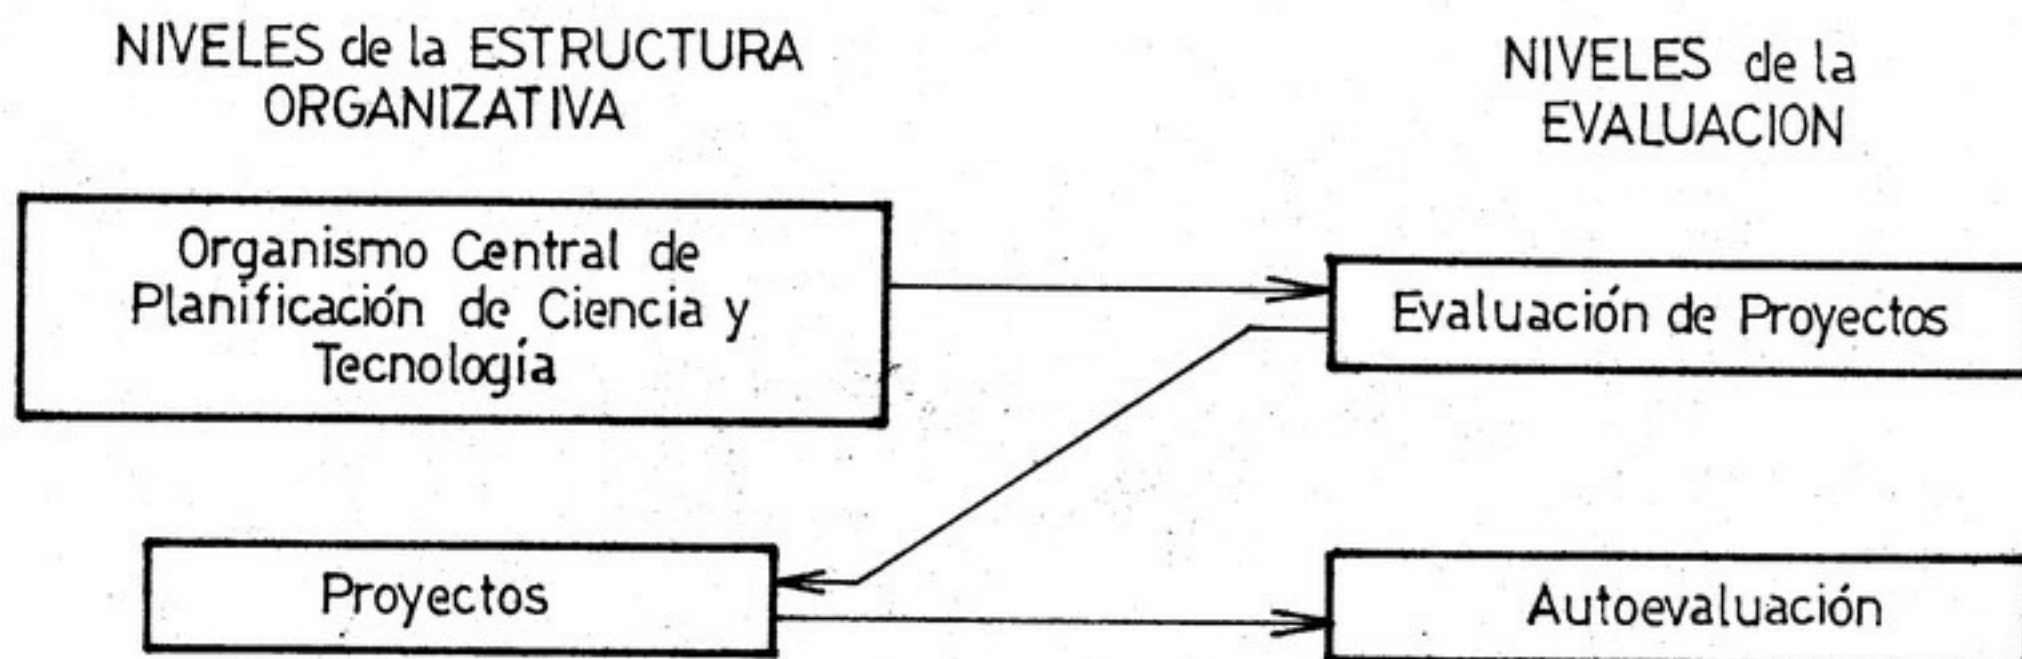 NIVELES de la ESTRUCTURA
ORGANIZATIVA
NIVELES de la
EVALUACION
Organismo Central de
Planificación de Ciencia y
Tecnología
Evaluación de Proyectos
Proyectos
Autoevaluación